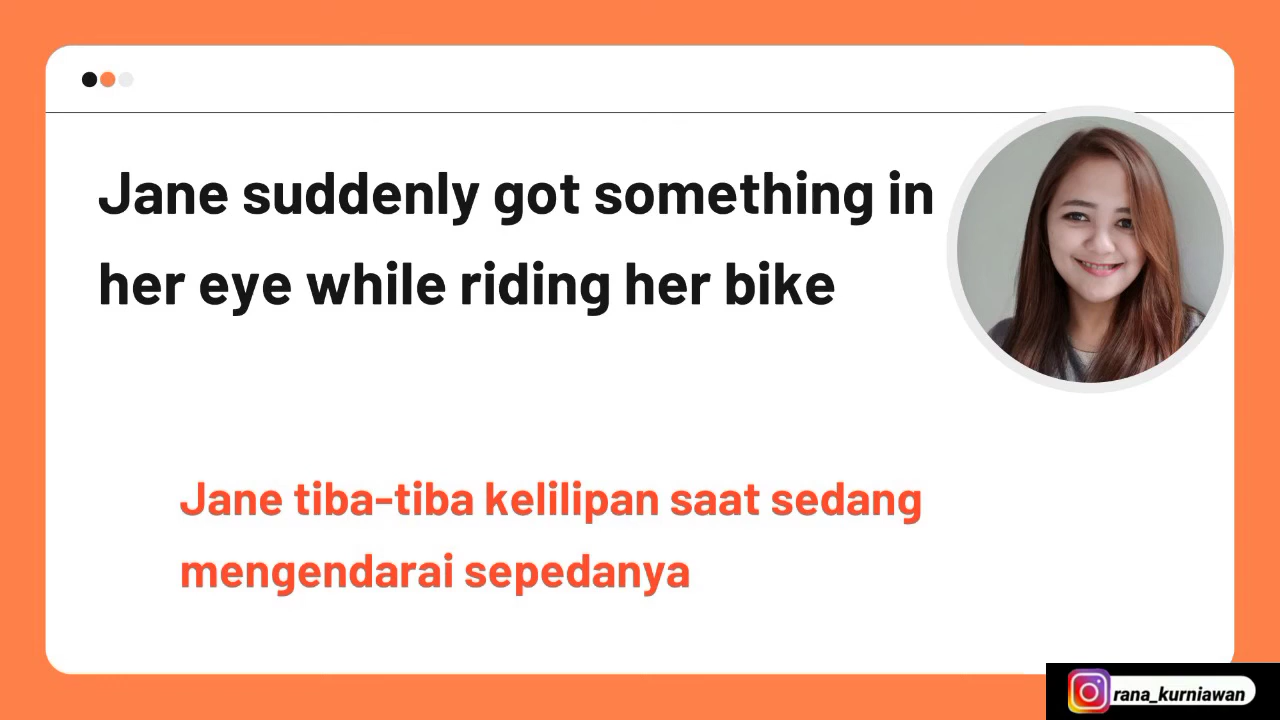 Jane suddenly got something in
her eye while riding her bike
Jane tiba-tiba kelilipan saat sedang
mengendarai sepedanya
rana_kurniawan